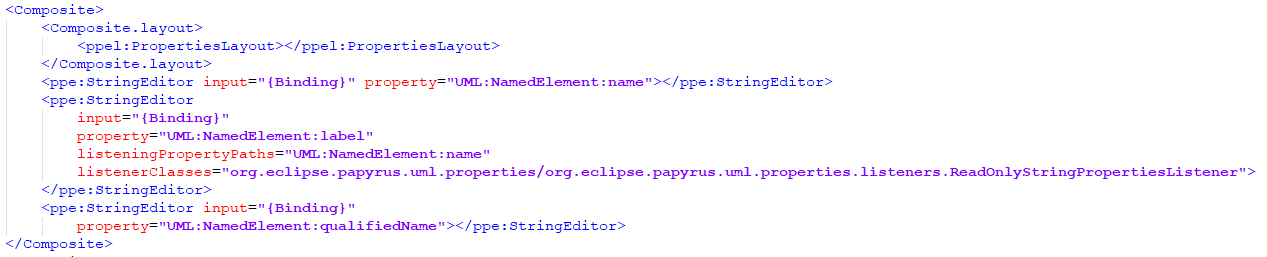 <Composite>
<Composite.layout>
<ppel:PropertiesLayout></ppel:PropertiesLayout>
</Composite.layout>
<ppe:StringEditor input="{Binding}" property="UML:NamedElement:name"></ppe:StringEditor>
<ppe:StringEditor
input="{Binding}"
property="UML:NamedElement:label"
listeningPropertyPaths="UML:NamedElement:name"
listenerClasses="org.eclipse.papyrus.uml.properties/org.eclipse.papyrus.uml.properties.listeners.ReadOnlyStringPropertiesListener">
</ppe:StringEditor>
<ppe:StringEditor input="{Binding}"
property="UML:NamedElement:qualifiedName"></ppe:StringEditor>
</Composite>